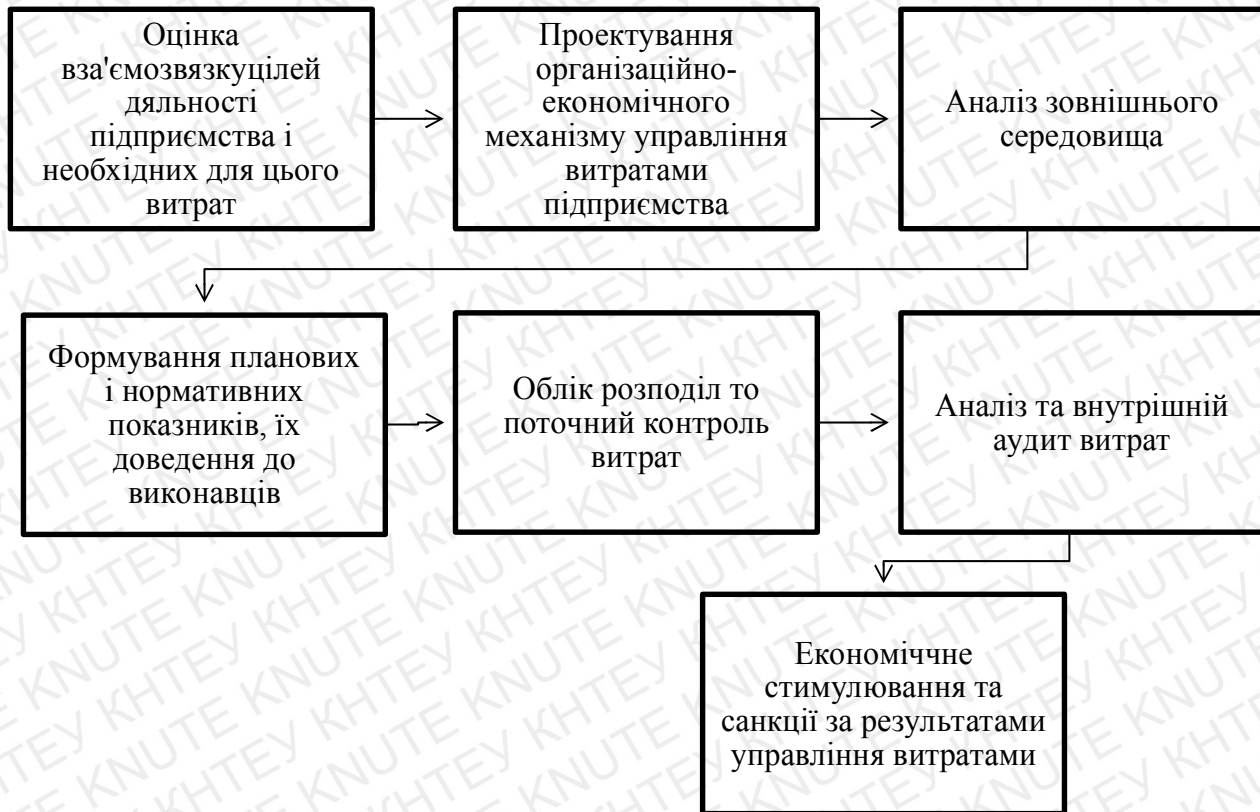 Оцінка
вза'ємозвязкуцілей
дяльності
підприємства і
необхідних для цього
витрат
Проектування
організаційно-
економічного
механізму управління
витратами
підприємства
Аналіз зовнішнього
середовища
Формування планових
і нормативних
показників, їх
доведення до
виконавців
Облік розподіл то
поточний контроль
витрат
Аналіз та внутрішній
аудит витрат
Економіччне
стимулювання та
санкції за результатами
управління витратами